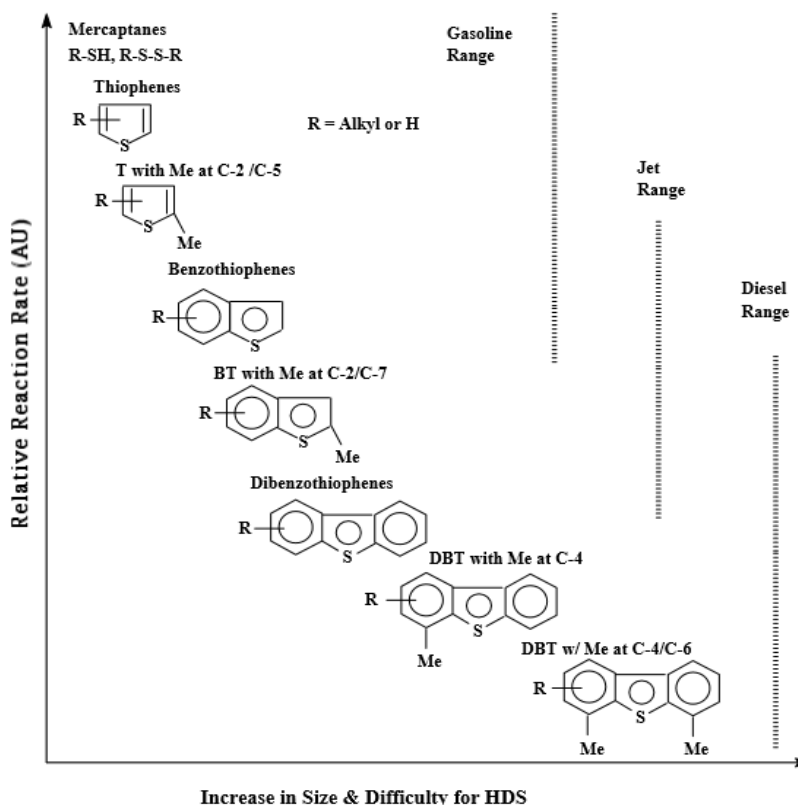 Mercaptanes
R-SH, R-S-S-R
Thiophenes
R
S
R = Alkyl or H
Gasoline
Range
T with Me at C-2 /C-5
R
S
Me
Jet
Range
Benzothiophenes
R
S
Diesel
Range
BT with Me at C-2/C-7
R
S
Me
Dibenzothiophenes
R
S
DBT with Me at C-4
R
S
Me
DBT w/ Me at C-4/C-6
R
S
Me Me
Relative Reaction Rate (AU)
Increase in Size & Difficulty for HDS